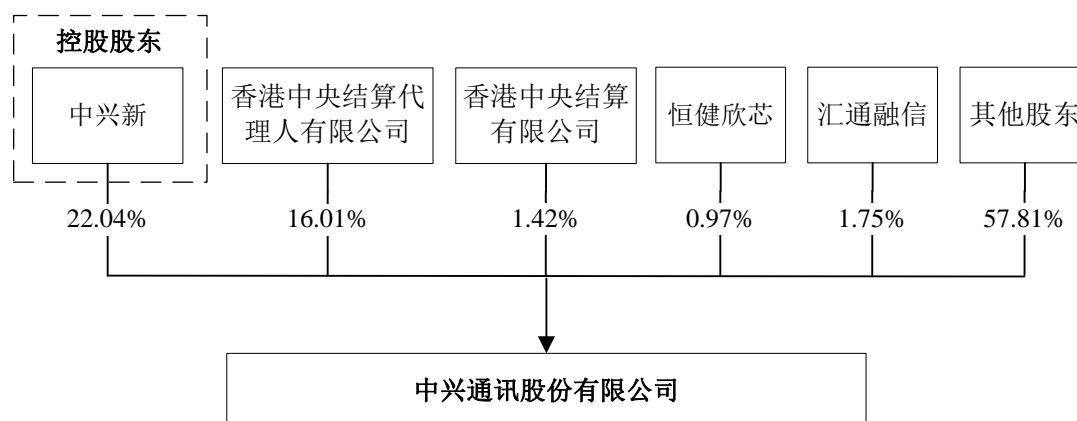 控股股东
中兴新
香港中央结算代
理人有限公司
香港中央结算
有限公司
恒健欣芯
汇通融信
其他股东
22.04%
16.01%
1.42%
0.97%
1.75%
57.81%
中兴通讯股份有限公司